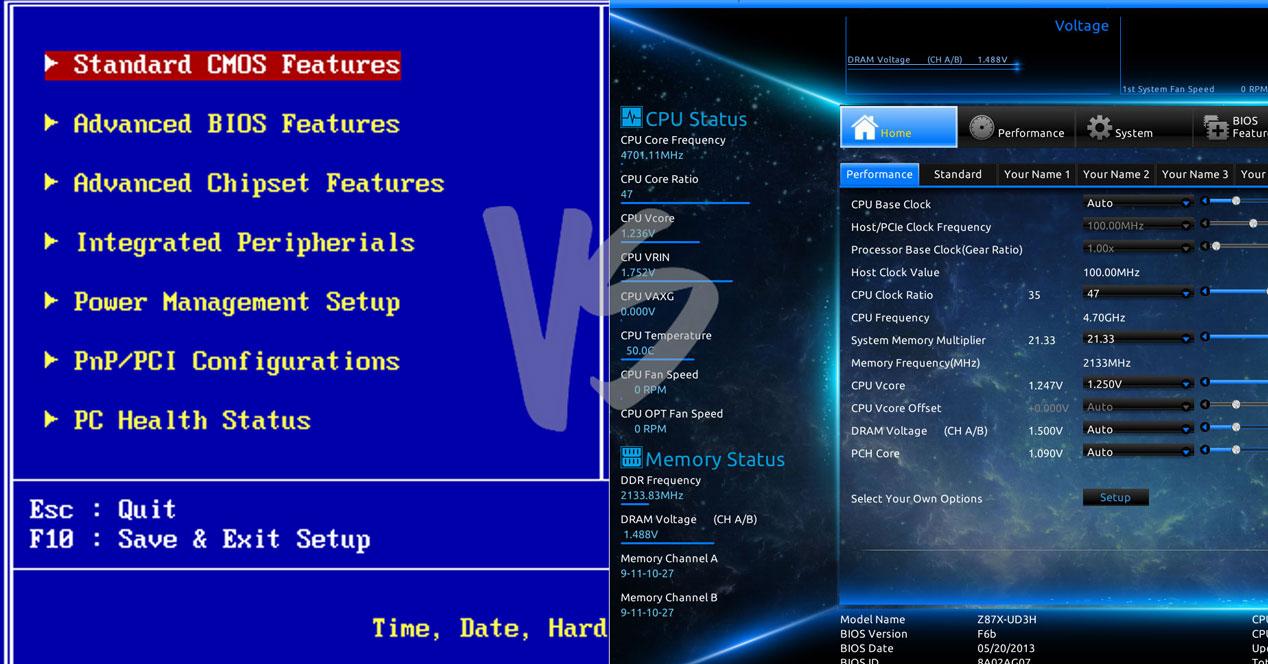 Standard CMOS Features
Advanced BIOS Features
Advanced Chipset Features
Integrated Peripherials
Power Management Setup
PnP/PCI Configurations
PC Health Status
Esc : Quit
F10 : Save & Exit Setup
Time, Date, Hard
VS
Voltage
DRAM Voltage (CH A/B) 1.488V
1st System Fan Speed 0 RPM
CPU Status
CPU Core Frequency
4701.11MHz
CPU Core Ratio
47
CPU Vcore
1.236V
CPU VRIN
1.752V
CPU VAXG
0.000V
CPU Temperature
50.0C
CPU Fan Speed
0 RPM
CPU OPT Fan Speed
0 RPM
Memory Status
DDR Frequency
2133.83MHz
DRAM Voltage (CH A/B)
1.488V
Memory Channel A
9-11-10-27
Memory Channel B
9-11-10-27
Home Performance System BIOS
Featur
Performance Standard Your Name 1 Your Name 2 Your Name 3 Your
CPU Base Clock Auto
Host/PCIe Clock Frequency 100.00MHz
Processor Base Clock(Gear Ratio) 1.00x
Host Clock Value 100.00MHz
CPU Clock Ratio 35 47
CPU Frequency 4.70GHz
System Memory Multiplier 21.33 21.33
Memory Frequency(MHz) 2133MHz
CPU Vcore 1.247V 1.250V
CPU Vcore Offset +0.000V Auto
DRAM Voltage (CH A/B) 1.500V Auto
PCH Core 1.090V Auto
Select Your Own Options Setup
Model Name Z87X-UD3H CPU
BIOS Version F6b CPU
BIOS Date 05/20/2013 Up
BIOS ID 8A02AG07 To